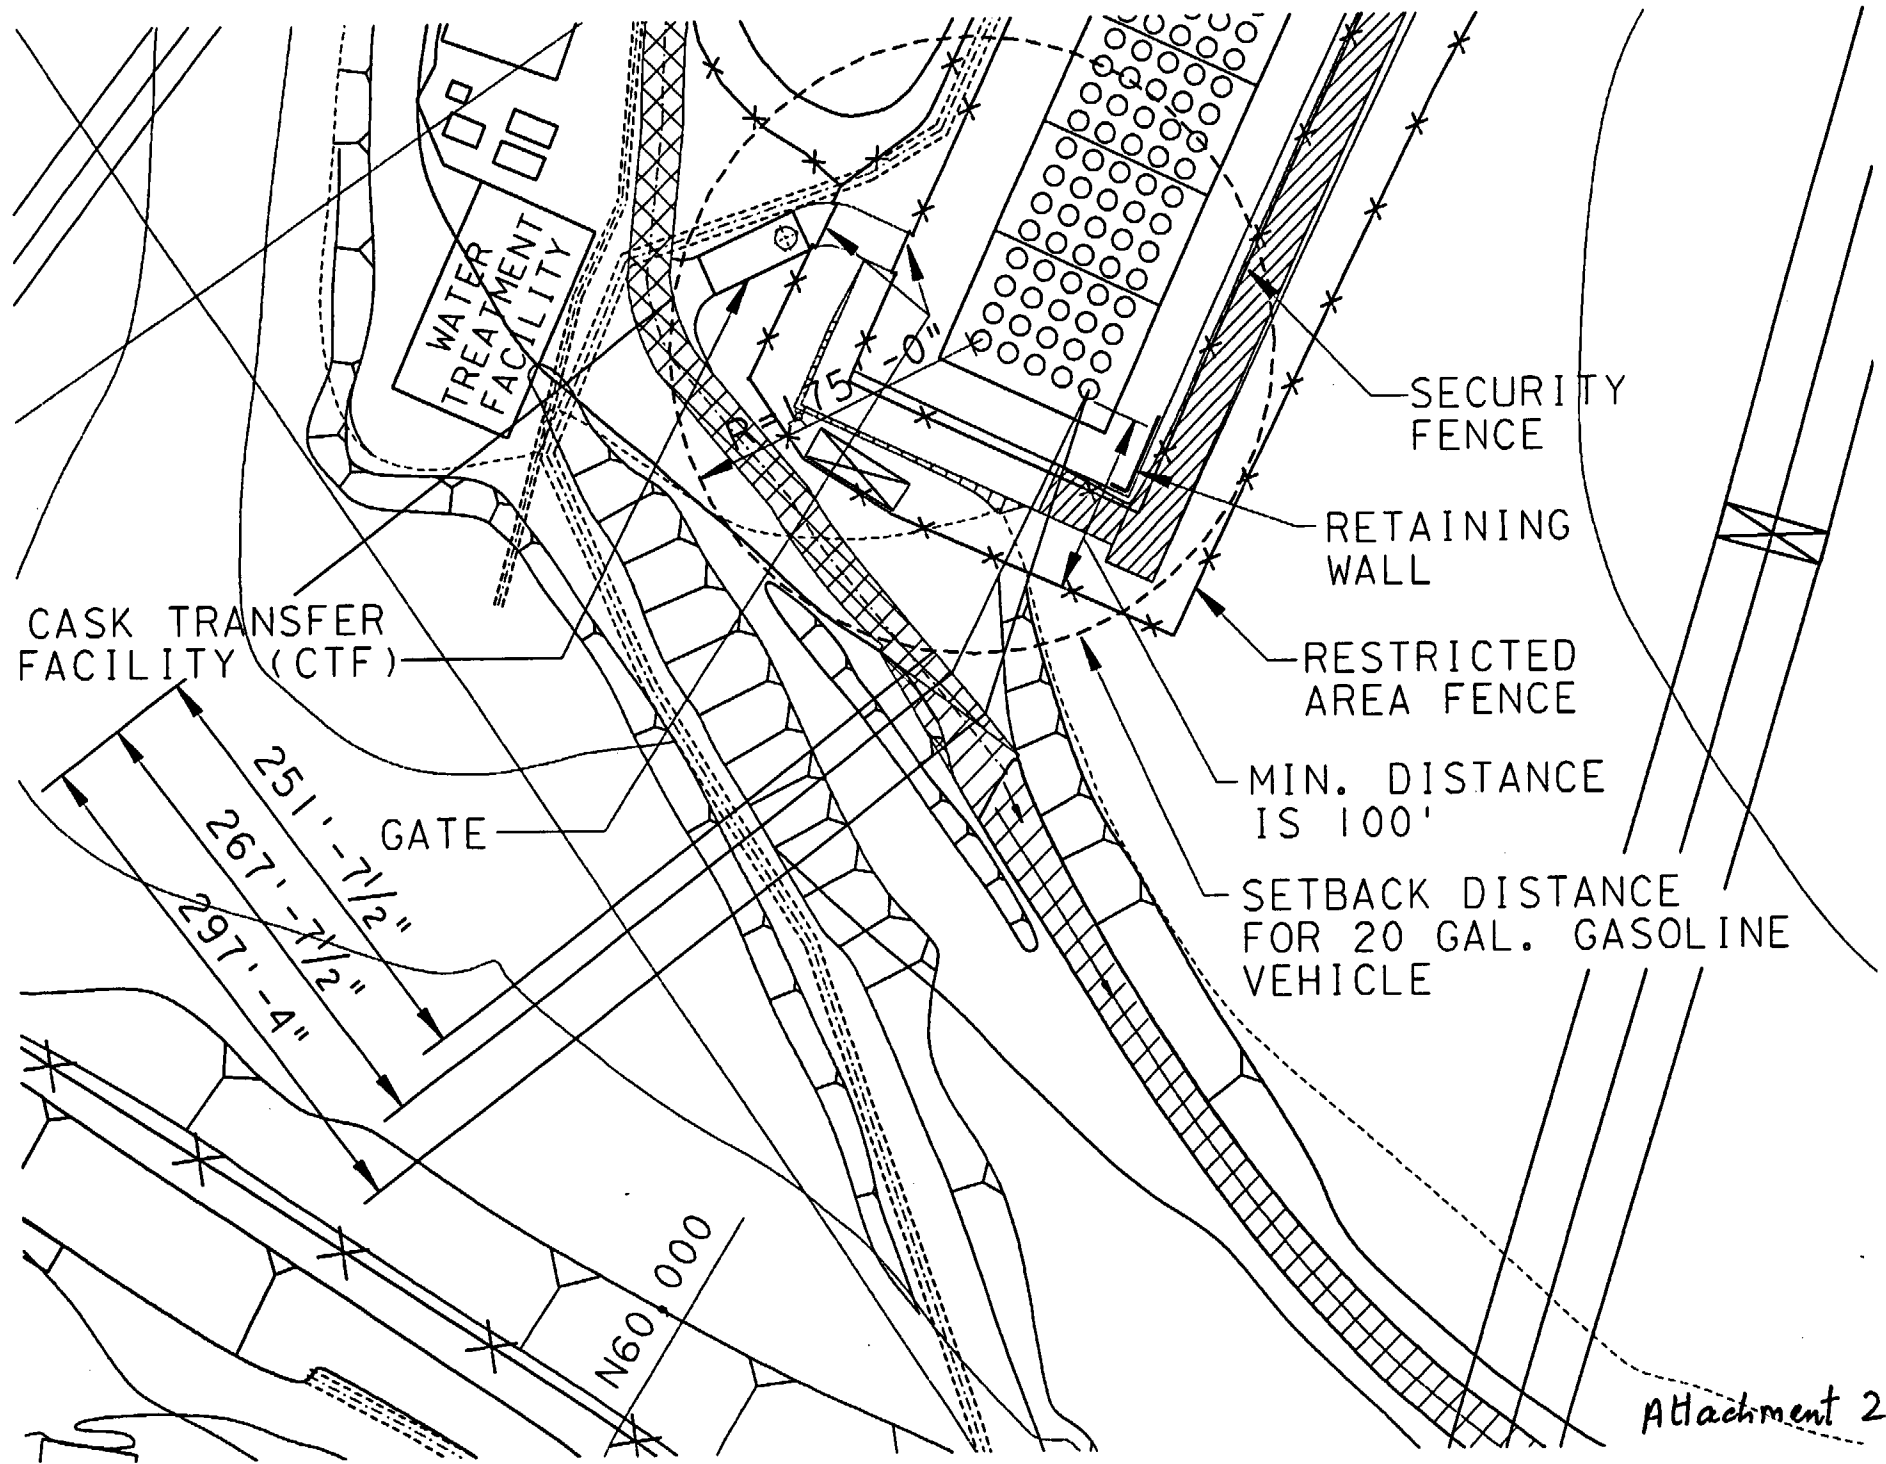 WATER
TREATMENT
FACILITY
75'-0"
R
SECURITY
FENCE
RETAINING
WALL
CASK TRANSFER
FACILITY (CTF)
RESTRICTED
AREA FENCE
251'-7½"
267'-7½"
297'-4"
GATE
MIN. DISTANCE
IS 100'
SETBACK DISTANCE
FOR 20 GAL. GASOLINE
VEHICLE
N60,000
Attachment 2